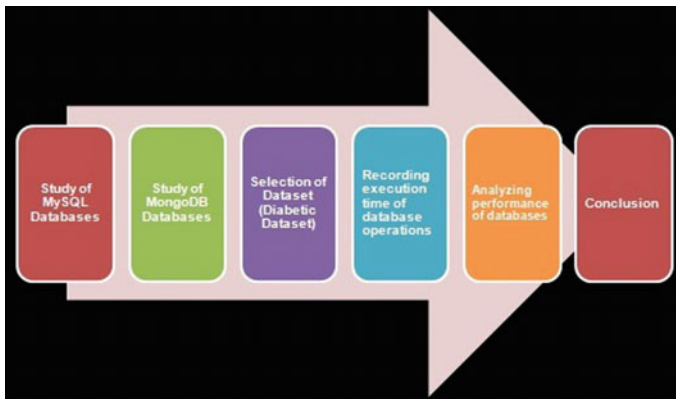 Study of
MySQL
Databases
Study of
MongoDB
Databases
Selection of
Dataset
(Diabetic
Dataset)
Recording
execution
time of
database
operations
Analyzing
performance
of databases
Conclusion